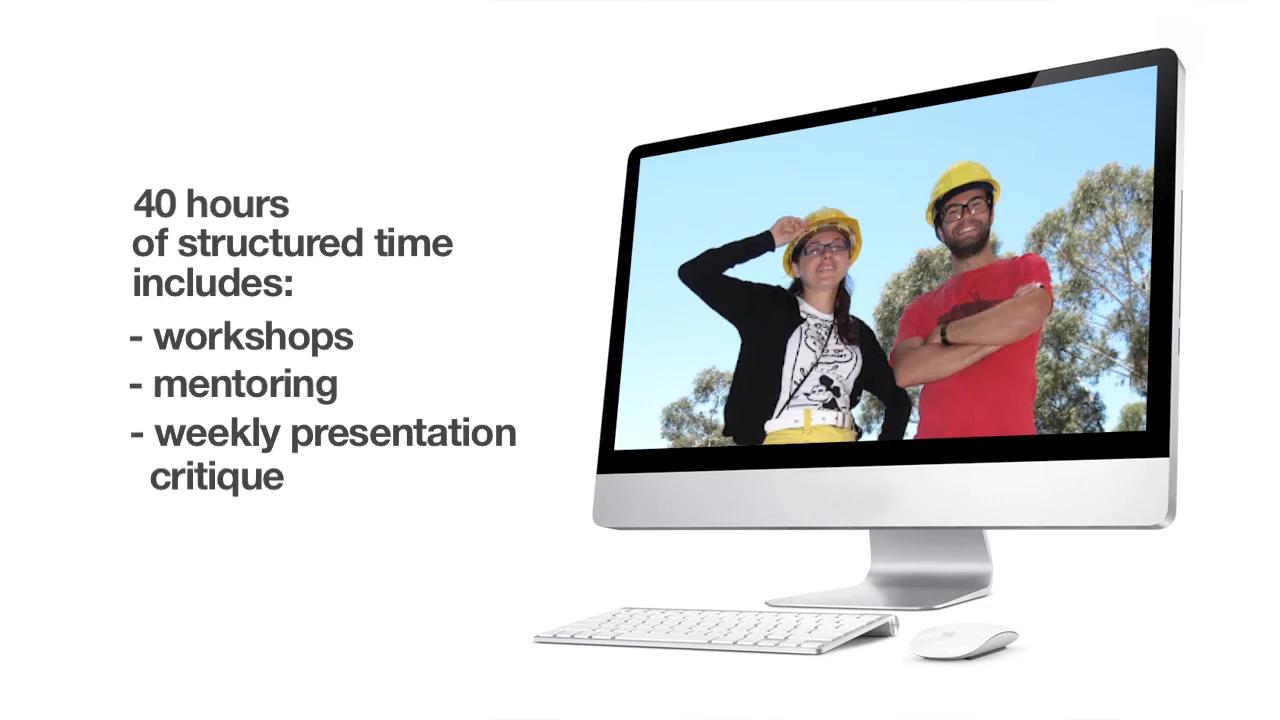 40 hours
of structured time
includes:
- workshops
- mentoring
- weekly presentation
critique